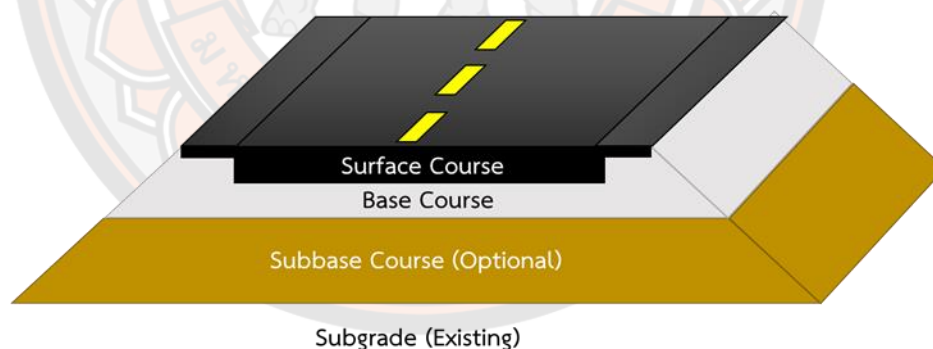 Surface Course
Base Course
Subbase Course (Optional)
Subgrade (Existing)